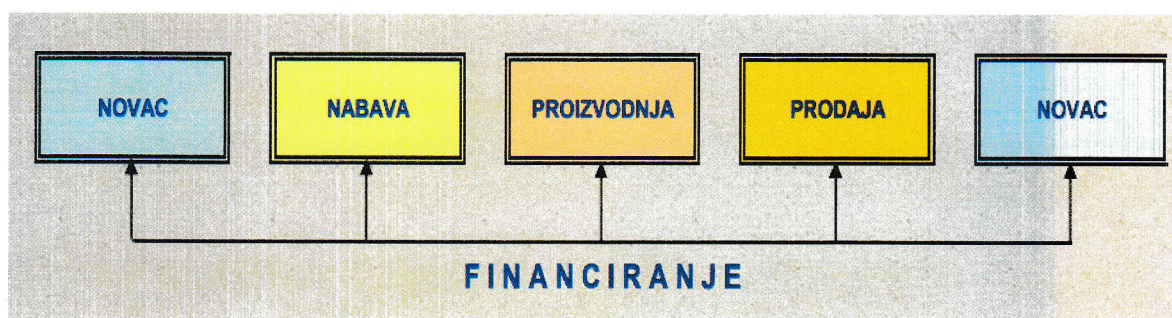 NOVAC
NABAVA
PROIZVODNJA
PRODAJA
NOVAC
FINANCIRANJE